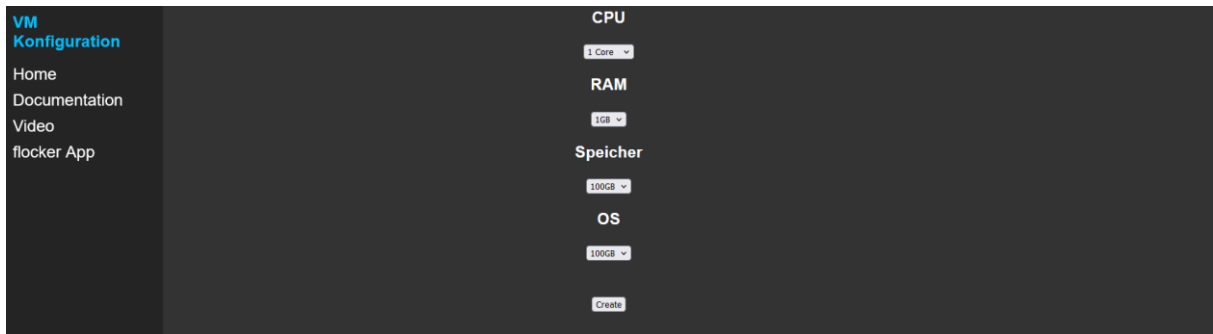 VM
Konfiguration
Home
Documentation
Video
flocker App
CPU
1 Core
RAM
1GB
Speicher
100GB
OS
100GB
Create